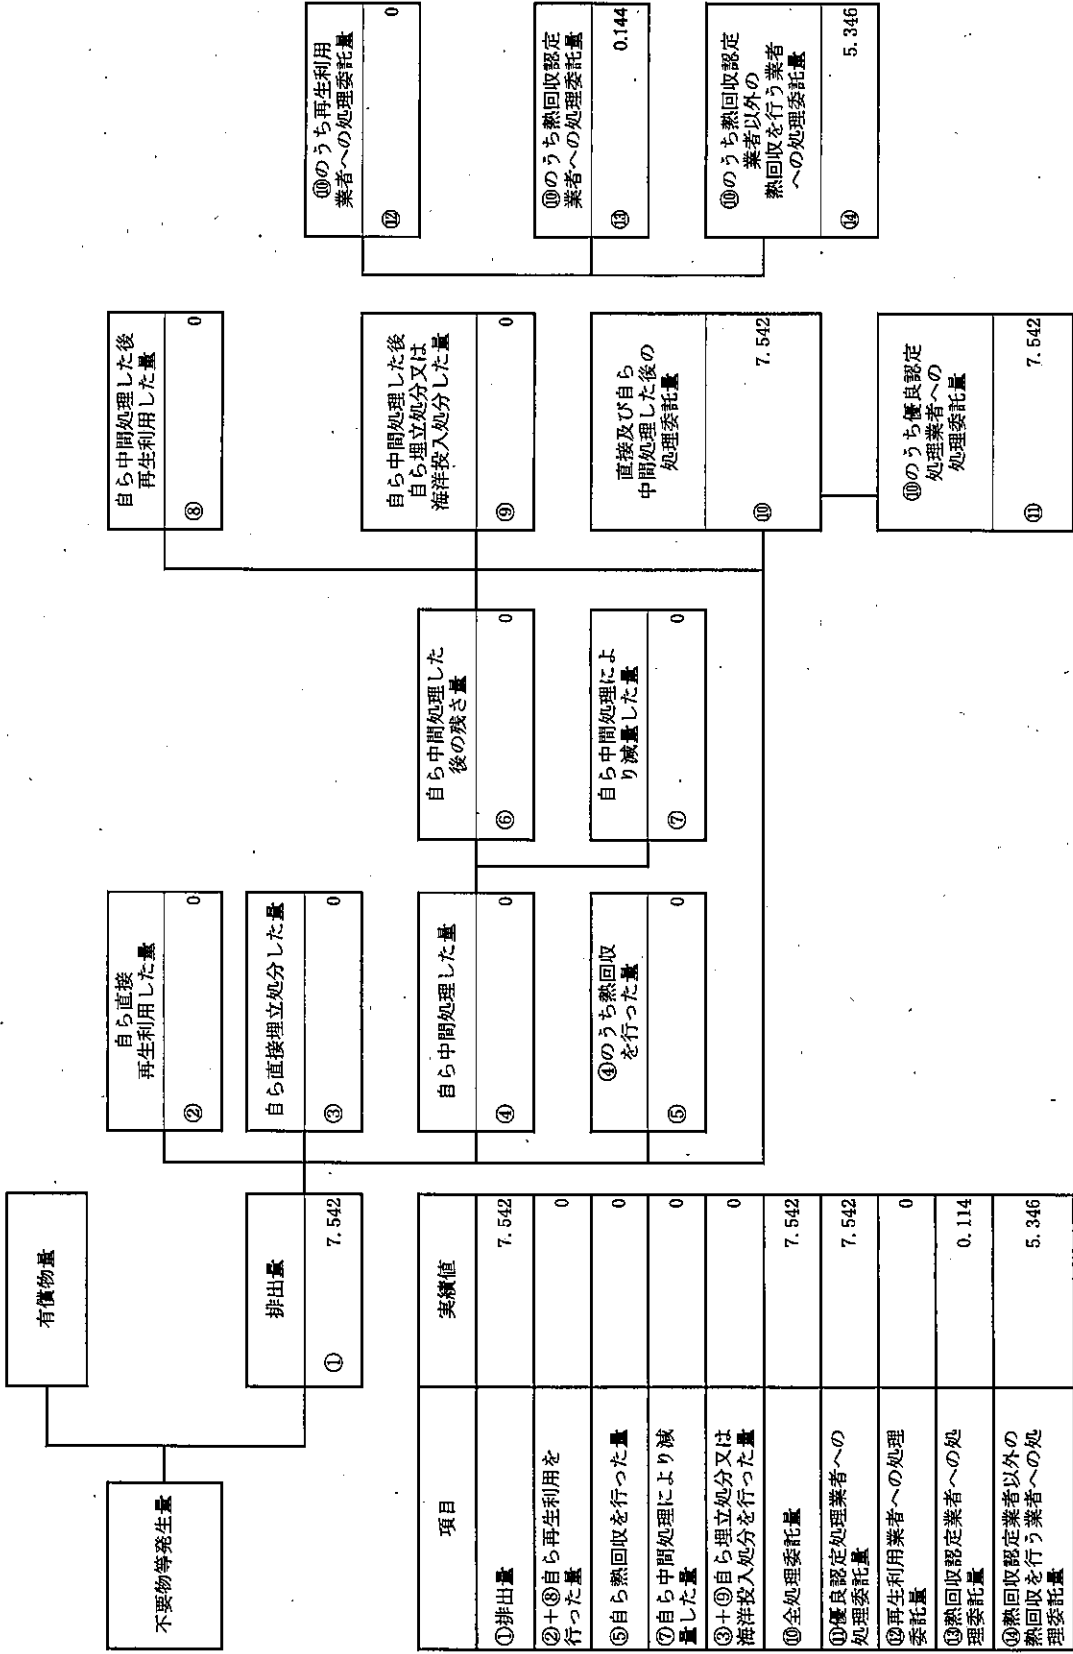 不要物等発生量
有償物量
排出量
① 7.542
自ら直接
再生利用した量
② 0
自ら直接埋立処分した量
③ 0
自ら中間処理した量
④ 0
④のうち熱回収
を行った量
⑤ 0
自ら中間処理した
後の残さ量
⑥ 0
自ら中間処理によ
り減量した量
⑦ 0
自ら中間処理した後
再生利用した量
⑧ 0
自ら中間処理した後
自ら埋立処分又は
海洋投入処分した量
⑨ 0
直接及び自ら
中間処理した後の
処理委託量
⑩ 7.542
⑩のうち優良認定
処理業者への
処理委託量
⑪ 7.542
⑩のうち再生利用
業者への処理委託量
⑫ 0
⑩のうち熱回収認定
業者への処理委託量
⑬ 0.144
⑩のうち熱回収認定
業者以外の
熱回収を行う業者
への処理委託量
⑭ 5.346
項目 実績値
①排出量 7.542
②+⑧自ら再生利用を
行った量 0
⑤自ら熱回収を行った量 0
⑦自ら中間処理により減
量した量 0
③+⑨自ら埋立処分又は
海洋投入処分を行った量 0
⑩全処理委託量 7.542
⑪優良認定処理業者への
処理委託量 7.542
⑫再生利用業者への処理
委託量 0
⑬熱回収認定業者への処
理委託量 0.114
⑭熱回収認定業者以外の
熱回収を行う業者への処
理委託量 5.346